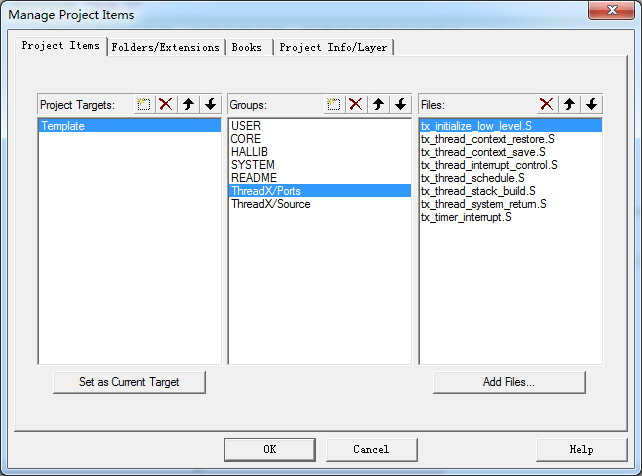 Manage Project Items
Project Items Folders/Extensions Books Project Info/Layer
Project Targets:
Template
Set as Current Target
Groups:
USER
CORE
HALLIB
SYSTEM
README
ThreadX/Ports
ThreadX/Source
Files:
tx_initialize_low_level.S
tx_thread_context_restore.S
tx_thread_context_save.S
tx_thread_interrupt_control.S
tx_thread_schedule.S
tx_thread_stack_build.S
tx_thread_system_return.S
tx_timer_interrupt.S
Add Files...
OK Cancel Help